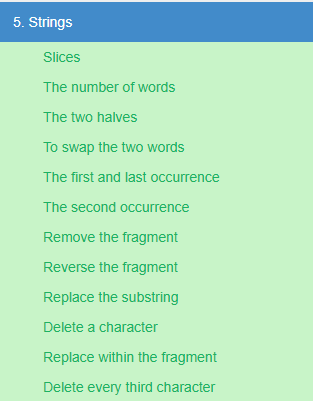 5. Strings
Slices
The number of words
The two halves
To swap the two words
The first and last occurrence
The second occurrence
Remove the fragment
Reverse the fragment
Replace the substring
Delete a character
Replace within the fragment
Delete every third character